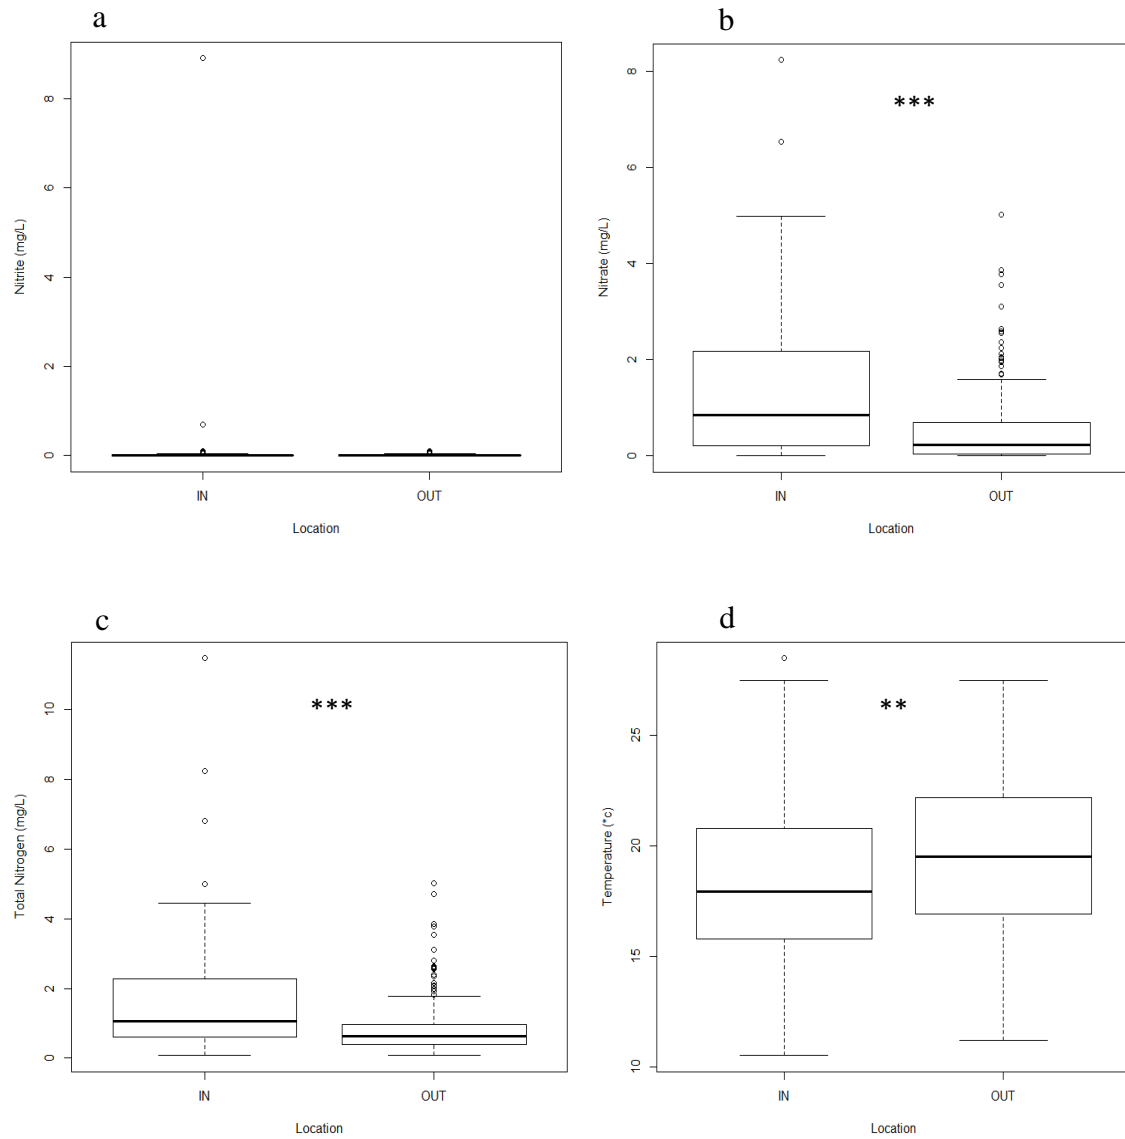 a
8
6
4
2
0
Nitrite (mg/L)
IN
OUT
Location
b
***
8
6
4
2
0
Nitrate (mg/L)
IN
OUT
Location
c
***
10
8
6
4
2
0
Total Nitrogen (mg/L)
IN
OUT
Location
d
**
25
20
15
10
Temperature (*c)
IN
OUT
Location